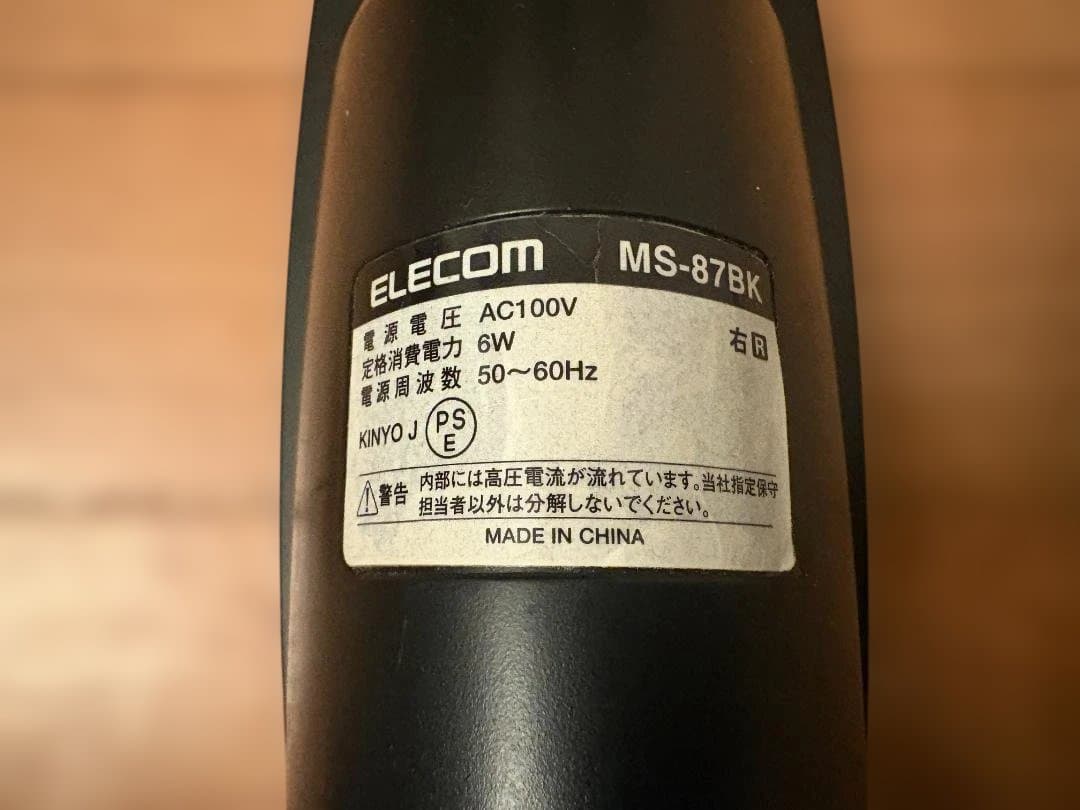 ELECOM MS-87BK
電源電圧 AC100V
右 R
定格消費電力 6W
電源周波数 50〜60Hz
KINYO J PSE
警告 内部には高圧電流が流れています。当社指定保守
担当者以外は分解しないでください。
MADE IN CHINA